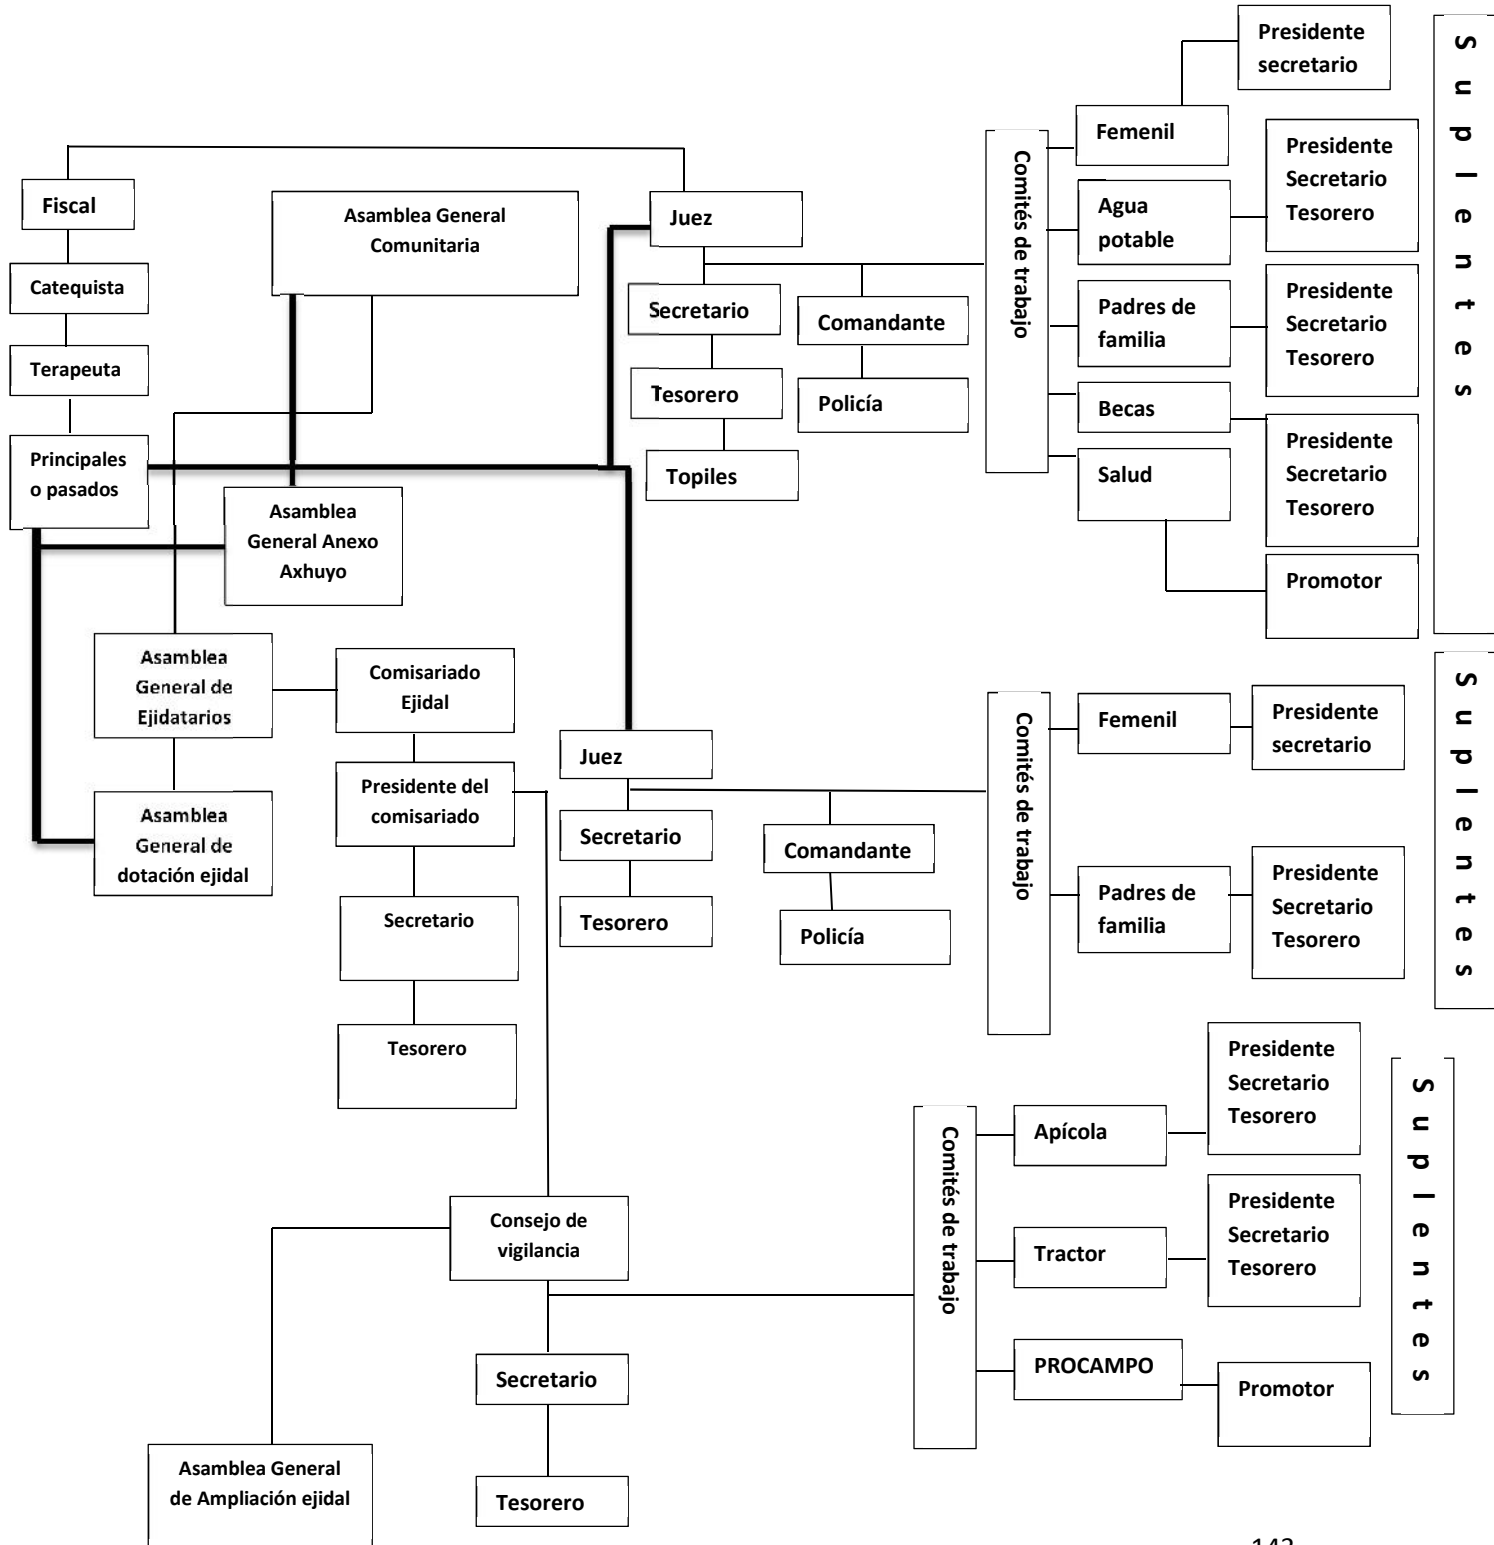 Presidente
secretario
Suplentes
Femenil
Comités de trabajo
Presidente
Secretario
Tesorero
Fiscal
Asamblea General
Comunitaria
Juez
Agua
potable
Catequista
Secretario
Comandante
Padres de
familia
Presidente
Secretario
Tesorero
Terapeuta
Tesorero
Policía
Becas
Presidente
Secretario
Tesorero
Principales
o pasados
Topiles
Salud
Asamblea
General Anexo
Axhuyo
Promotor
Asamblea
General de
Ejidatarios
Comisariado
Ejidal
Suplentes
Comités de trabajo
Femenil
Presidente
secretario
Juez
Presidente del
comisariado
Asamblea
General de
dotación ejidal
Secretario
Comandante
Padres de
familia
Presidente
Secretario
Tesorero
Secretario
Tesorero
Policía
Tesorero
Presidente
Secretario
Tesorero
Suplentes
Comités de trabajo
Apícola
Consejo de
vigilancia
Tractor
Presidente
Secretario
Tesorero
Secretario
PROCAMPO
Promotor
Asamblea General
de Ampliación ejidal
Tesorero